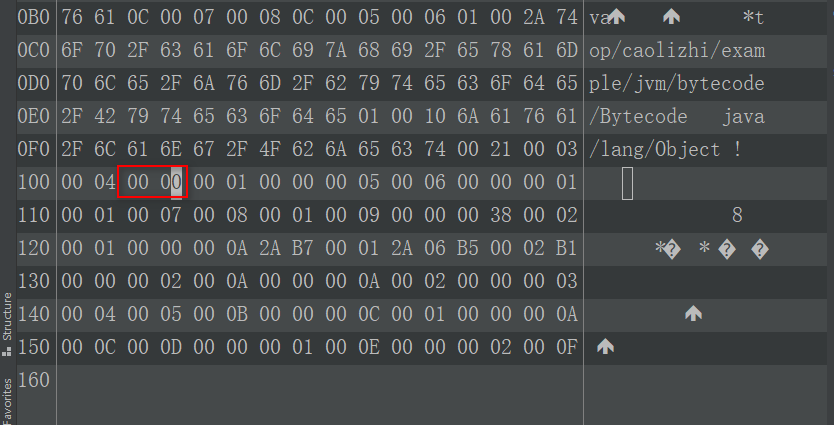 0B0 76 61 0C 00 07 00 08 0C 00 05 00 06 01 00 2A 74 va *t
0C0 6F 70 2F 63 61 6F 6C 69 7A 68 69 2F 65 78 61 6D op/caolizhi/exam
0D0 70 6C 65 2F 6A 76 6D 2F 62 79 74 65 63 6F 64 65 ple/jvm/bytecode
0E0 2F 42 79 74 65 63 6F 64 65 01 00 10 6A 61 76 61 /Bytecode java
0F0 2F 6C 61 6E 67 2F 4F 62 6A 65 63 74 00 21 00 03 /lang/Object !
100 00 04 00 00 00 01 00 00 00 05 00 06 00 00 00 01
110 00 01 00 07 00 08 00 01 00 09 00 00 00 38 00 02 8
120 00 01 00 00 00 0A 2A B7 00 01 2A 06 B5 00 02 B1 *� *� �
130 00 00 00 02 00 0A 00 00 00 0A 00 02 00 00 00 03
140 00 04 00 05 00 0B 00 00 00 0C 00 01 00 00 00 0A
150 00 0C 00 0D 00 00 00 01 00 0E 00 00 00 02 00 0F
160
Structure
Favorites